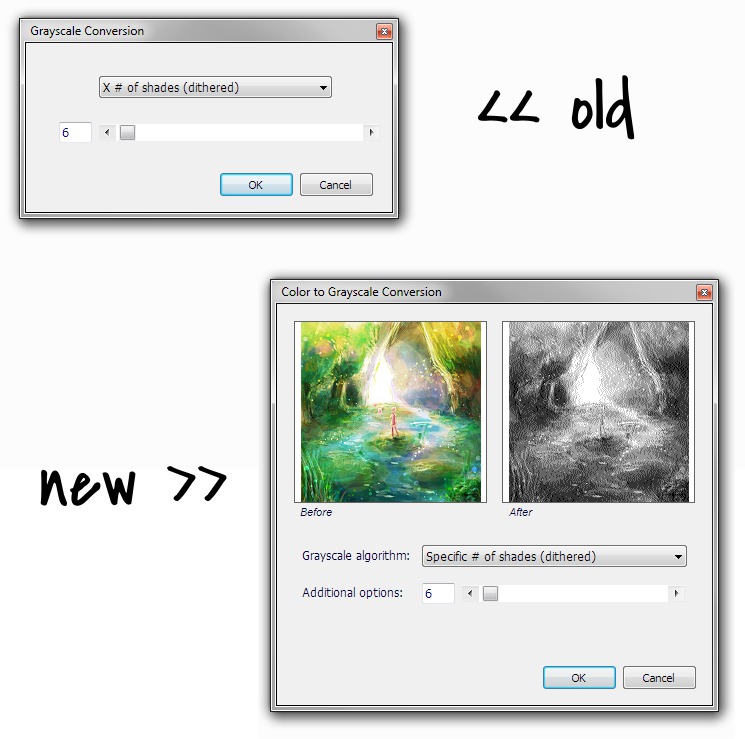 Grayscale Conversion
X # of shades (dithered)
6
OK Cancel
<< old
Color to Grayscale Conversion
Before After
new >>
Grayscale algorithm: Specific # of shades (dithered)
Additional options: 6
OK Cancel